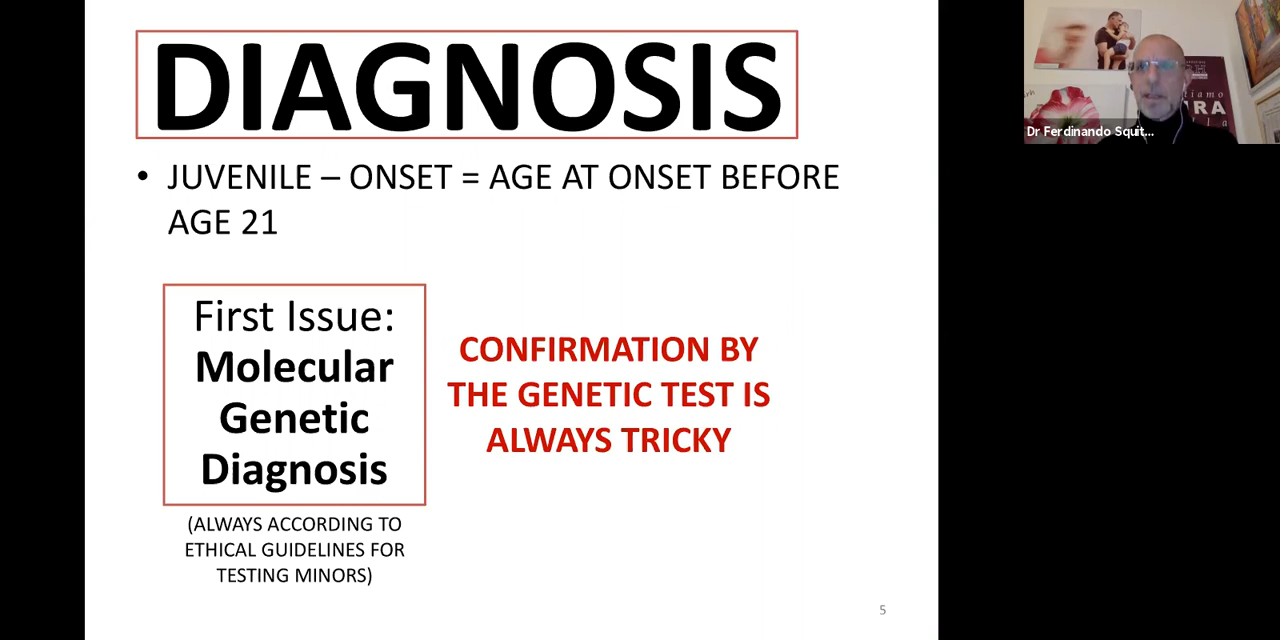 DIAGNOSIS
• JUVENILE – ONSET = AGE AT ONSET BEFORE
AGE 21
First Issue:
Molecular
Genetic
Diagnosis
(ALWAYS ACCORDING TO
ETHICAL GUIDELINES FOR
TESTING MINORS)
CONFIRMATION BY
THE GENETIC TEST IS
ALWAYS TRICKY
5
Dr Ferdinando Squit...